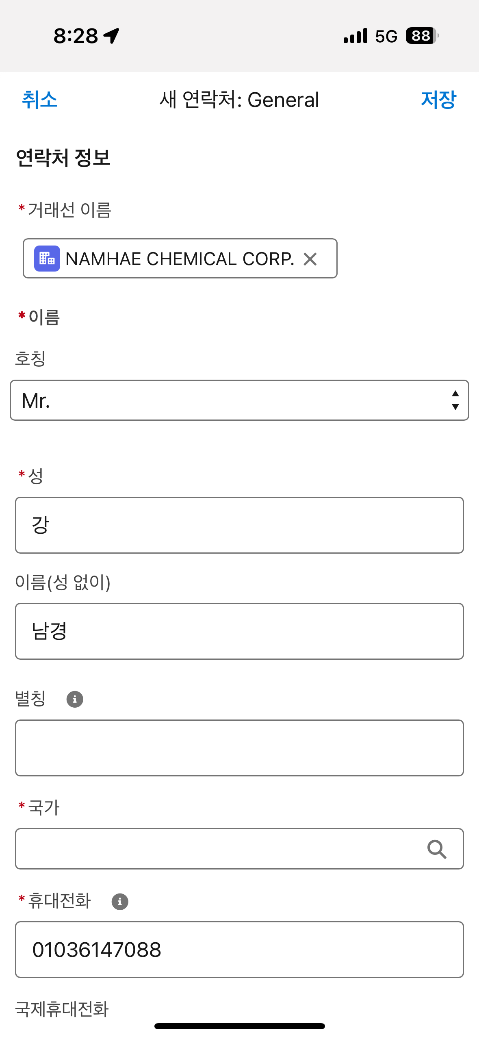 8:28
5G 88
취소 새 연락처: General 저장
연락처 정보
*거래선 이름
NAMHAE CHEMICAL CORP.
*이름
호칭
Mr.
*성
강
이름(성 없이)
남경
별칭
*국가
*휴대전화
01036147088
국제휴대전화